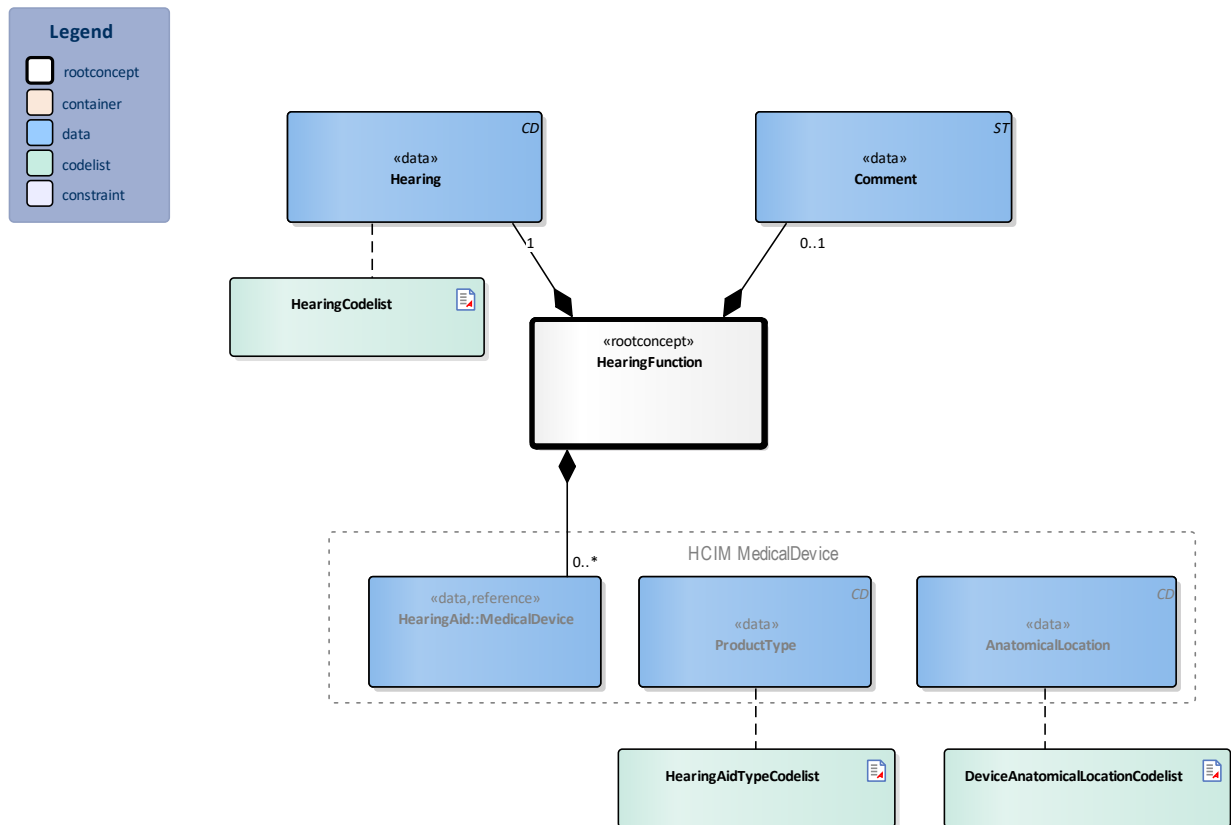 Legend
rootconcept
container
data
codelist
constraint
CD
«data»
Hearing
ST
«data»
Comment
1
0..1
HearingCodelist
«rootconcept»
HearingFunction
HCIM MedicalDevice
0..*
«data,reference»
HearingAid::MedicalDevice
CD
«data»
ProductType
CD
«data»
AnatomicalLocation
HearingAidTypeCodelist
DeviceAnatomicalLocationCodelist